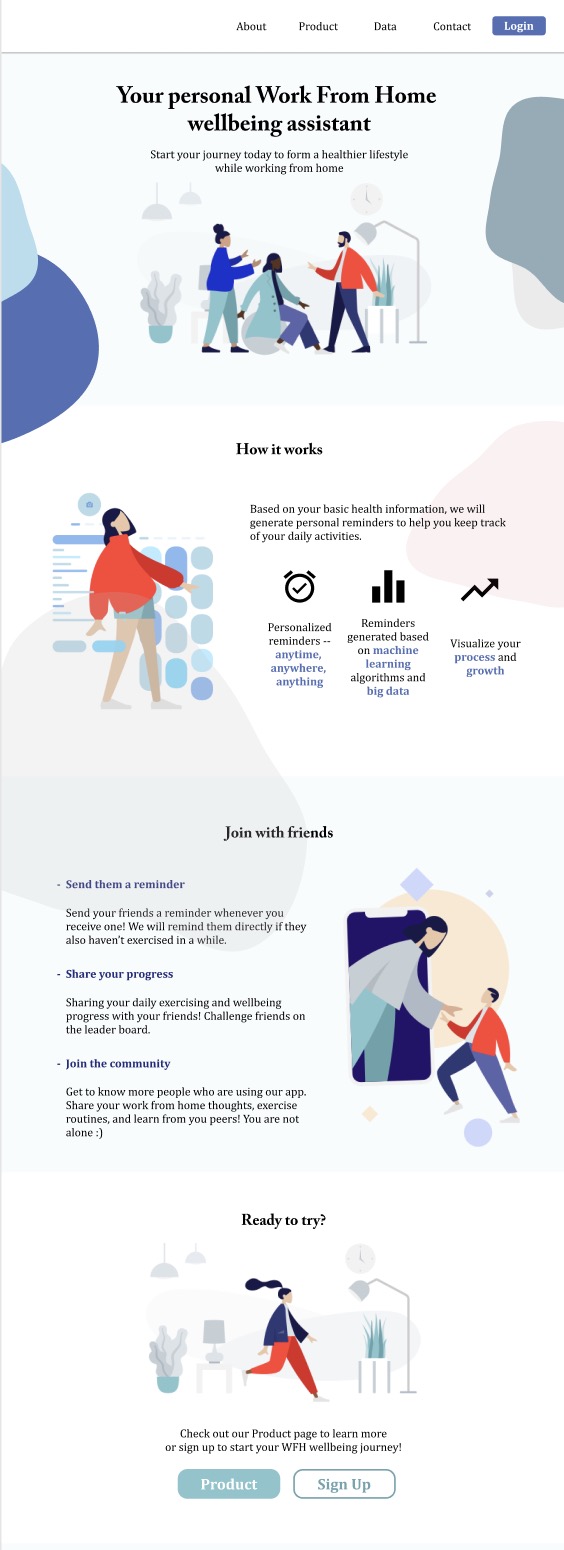 About Product Data Contact Login
Your personal Work From Home
wellbeing assistant
Start your journey today to form a healthier lifestyle
while working from home
How it works
Based on your basic health information, we will
generate personal reminders to help you keep track
of your daily activities.
Personalized
reminders --
anytime,
anywhere,
anything
Reminders
generated based
on machine
learning
algorithms and
big data
Visualize your
process and
growth
Join with friends
- Send them a reminder
Send your friends a reminder whenever you
receive one! We will remind them directly if they
also haven't exercised in a while.
- Share your progress
Sharing your daily exercising and wellbeing
progress with your friends! Challenge friends on
the leader board.
- Join the community
Get to know more people who are using our app.
Share your work from home thoughts, exercise
routines, and learn from you peers! You are not
alone :)
Ready to try?
Check out our Product page to learn more
or sign up to start your WFH wellbeing journey!
Product Sign Up